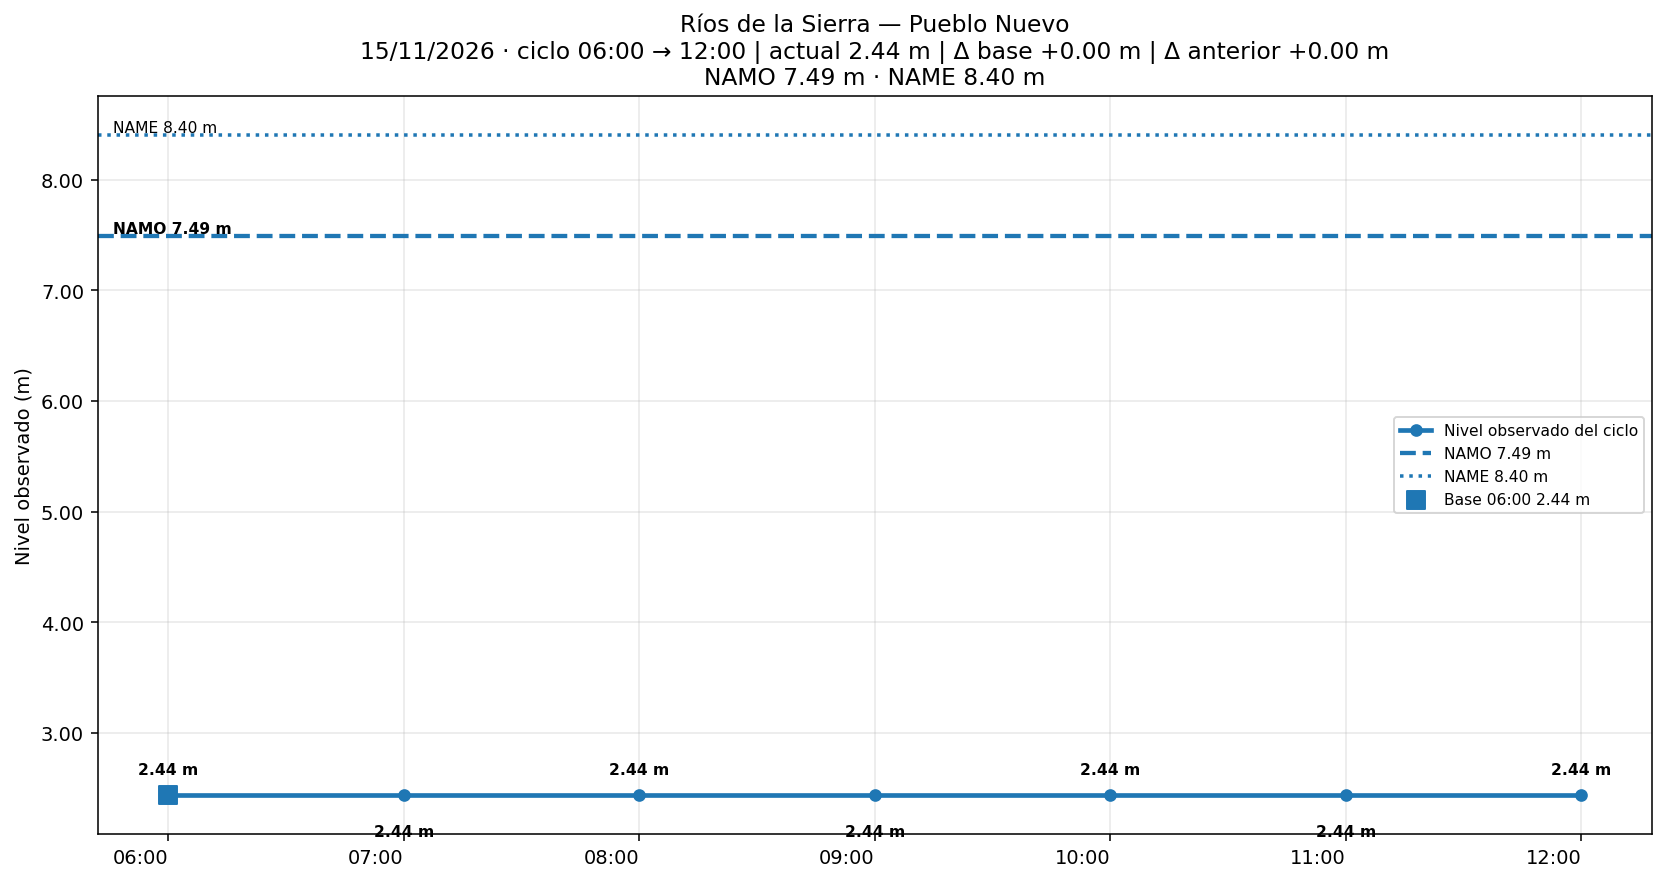 Ríos de la Sierra — Pueblo Nuevo
15/11/2026 · ciclo 06:00 → 12:00 | actual 2.44 m | Δ base +0.00 m | Δ anterior +0.00 m
NAMO 7.49 m · NAME 8.40 m
NAME 8.40 m
8.00
NAMO 7.49 m
7.00
6.00
Nivel observado (m)
Nivel observado del ciclo
NAMO 7.49 m
NAME 8.40 m
Base 06:00 2.44 m
5.00
4.00
3.00
2.44 m 2.44 m 2.44 m 2.44 m
2.44 m 2.44 m 2.44 m
06:00 07:00 08:00 09:00 10:00 11:00 12:00